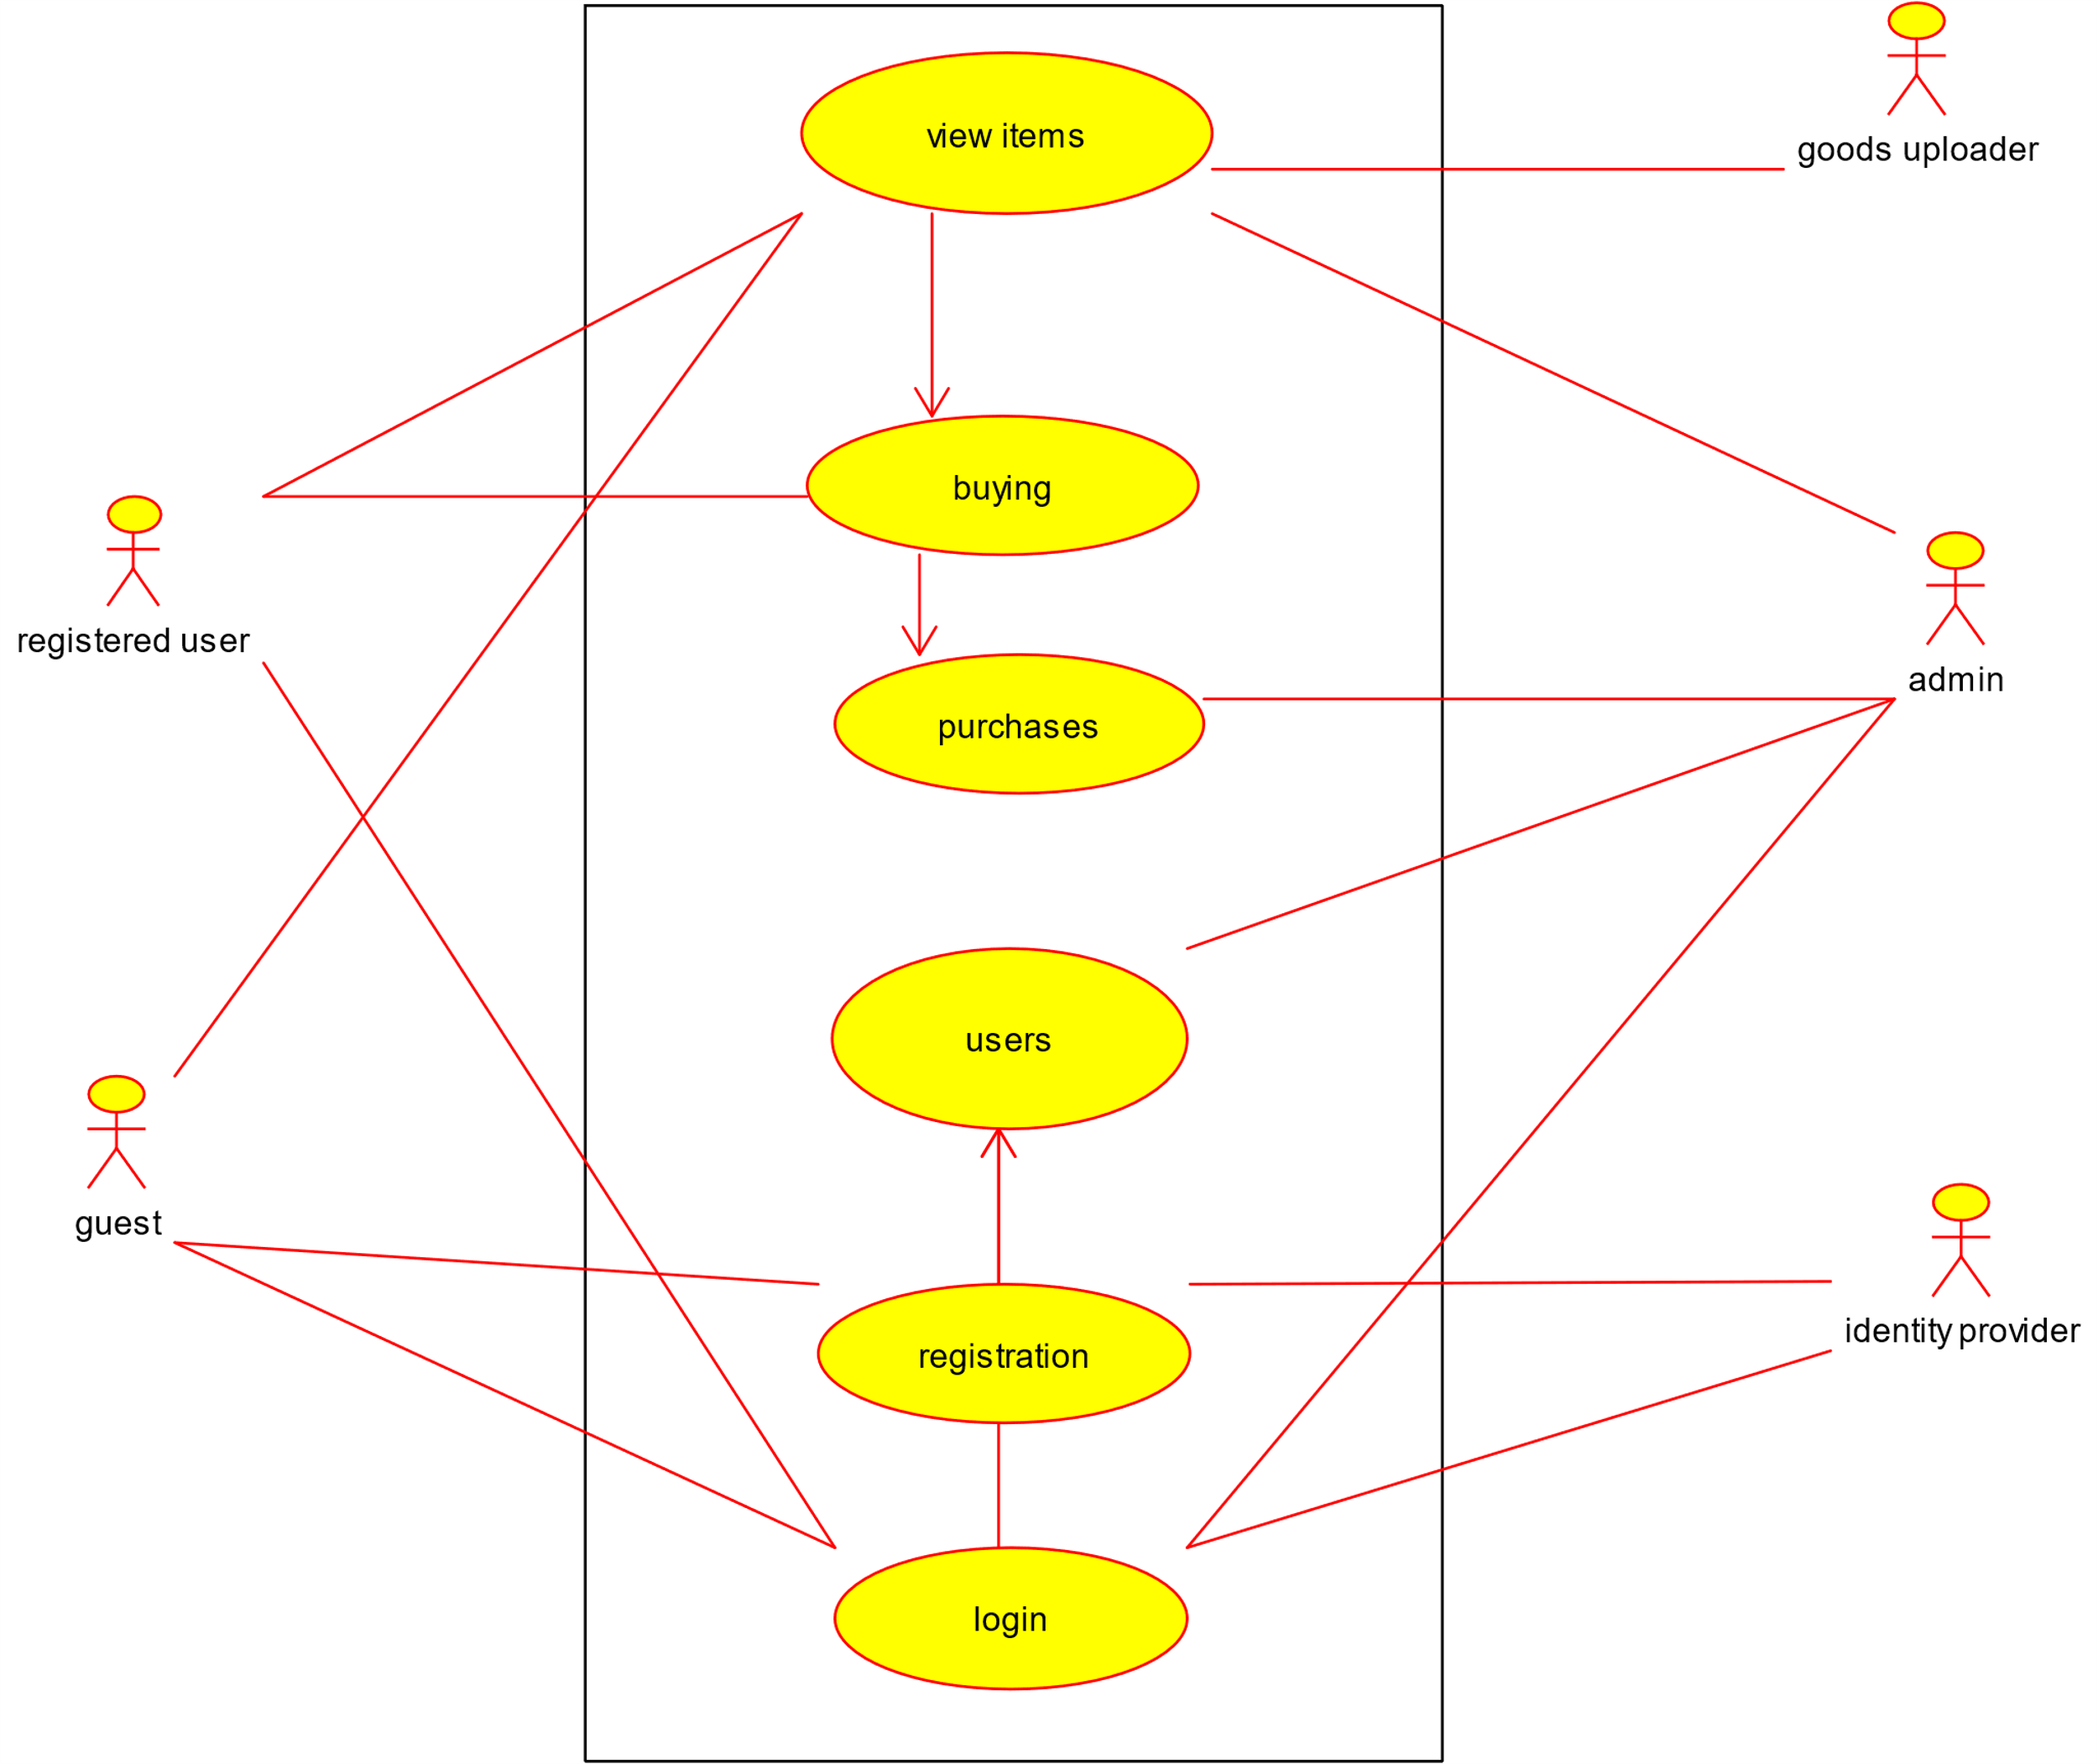 view items
goods uploader
buying
registered user
admin
purchases
users
guest
identity provider
registration
login